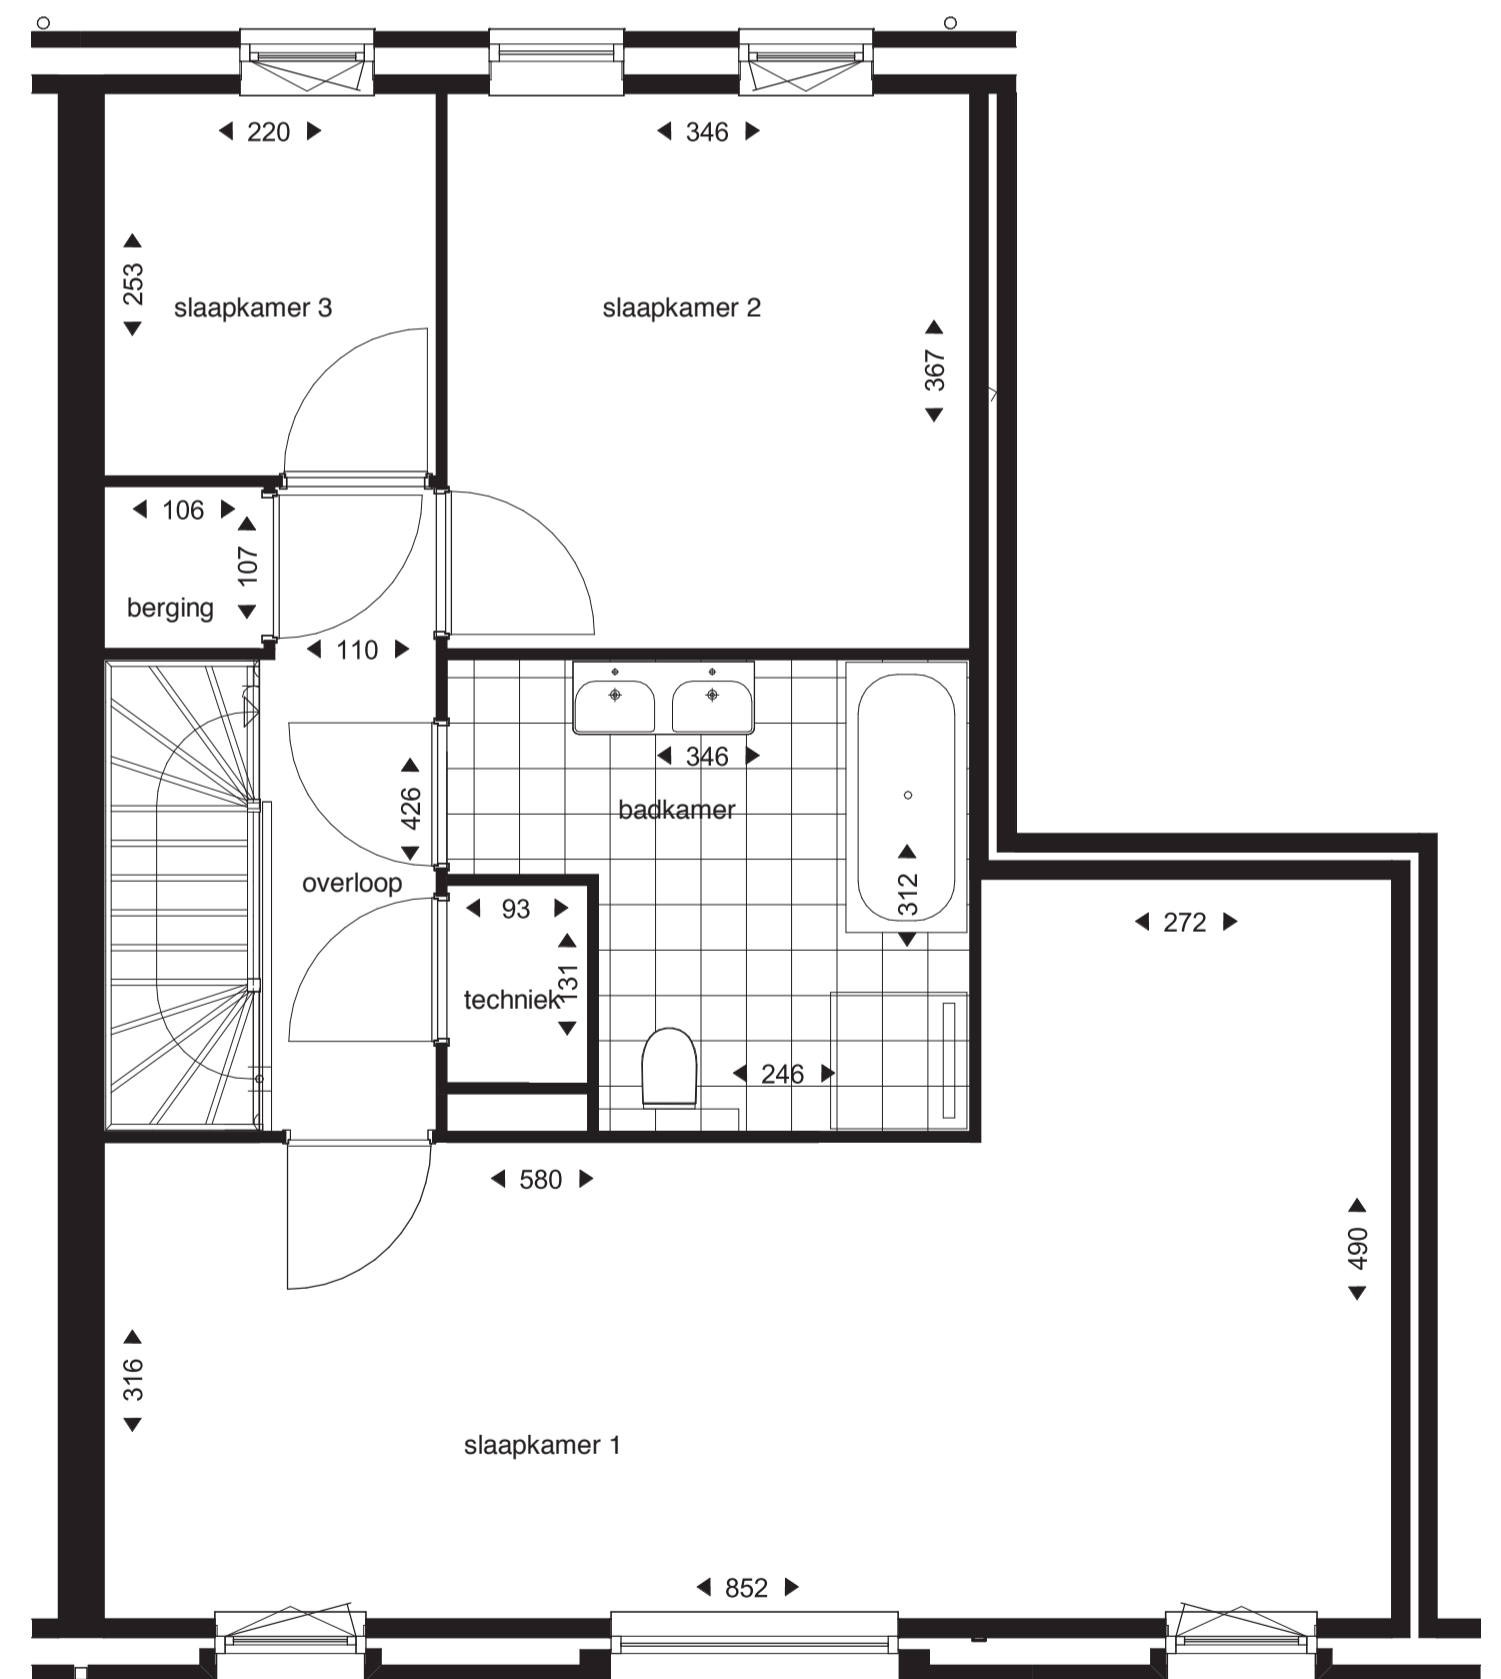 220
346
253
slaapkamer 3
slaapkamer 2
367
106
107
berging
110
346
426
badkamer
overloop
312
93
272
131
techniek
246
580
490
316
slaapkamer 1
852